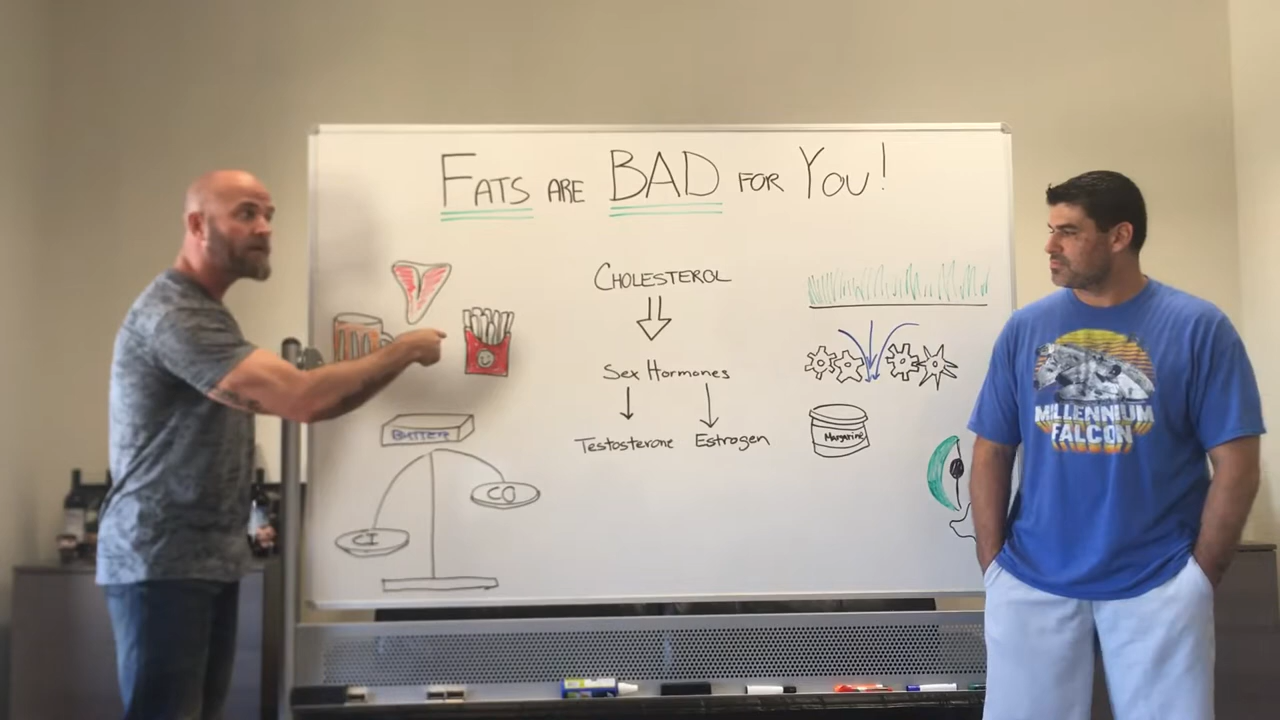 FATS ARE BAD FOR YOU!
CHOLESTEROL
Sex Hormones
Testosterone Estrogen
BUTTER
CO
CI
Margarine
MILLENNIUM
FALCON